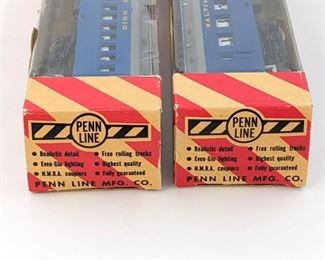 DINE
BALTIM
PENN
LINE
• Realistic detail • Free rolling trucks
• Even-Glo lighting • Highest quality
• N.M.R.A. couplers • Fully guaranteed
PENN LINE MFG. CO.
PENN
LINE
• Realistic detail • Free rolling trucks
• Even-Glo lighting • Highest quality
• N.M.R.A. couplers • Fully guaranteed
PENN LINE MFG. CO.